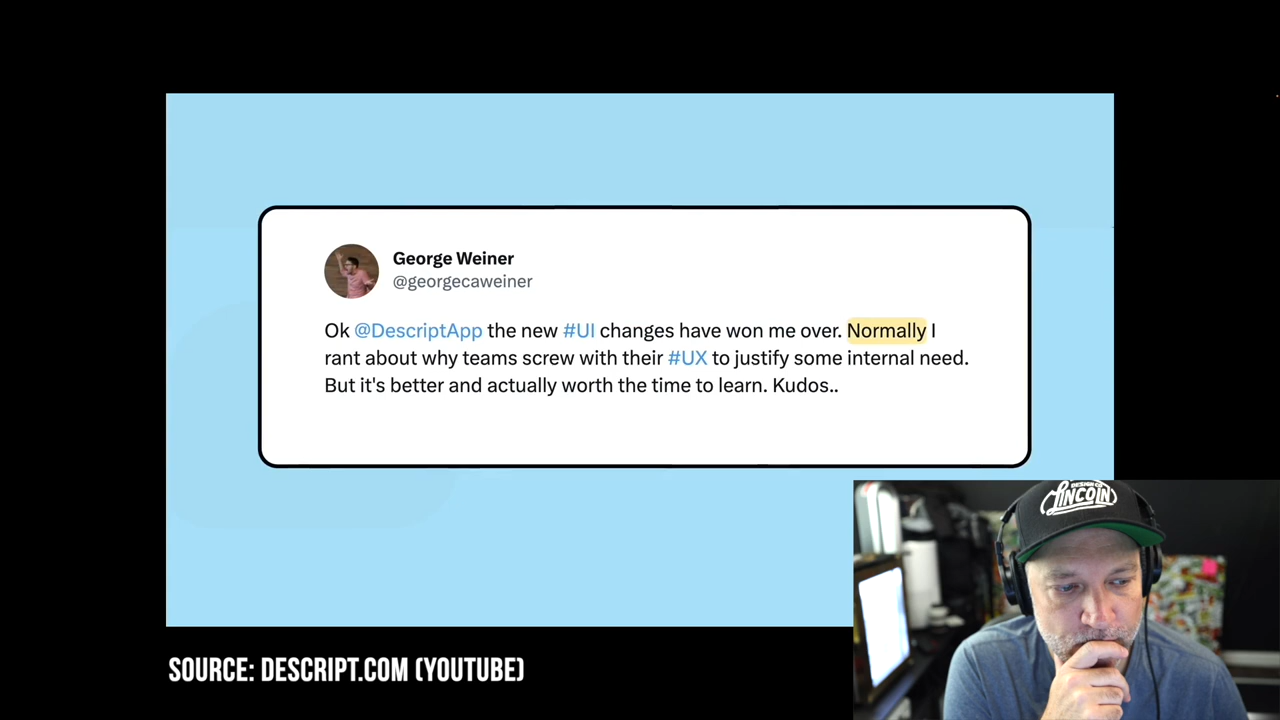 George Weiner
@georgecaweiner
Ok @DescriptApp the new #UI changes have won me over. Normally I
rant about why teams screw with their #UX to justify some internal need.
But it's better and actually worth the time to learn. Kudos..
DESIGN CO
LINCOLN
SOURCE: DESCRIPT.COM (YOUTUBE)